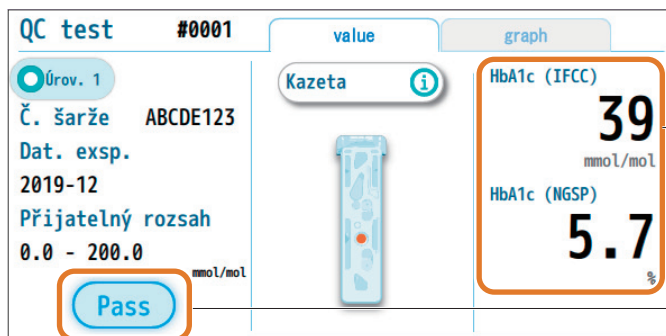 QC test #0001
value
graph
Úrov. 1
Č. šarže ABCDE123
Dat. exsp.
2019-12
Přijatelný rozsah
0.0 - 200.0
mmol/mol
Pass
Kazeta i
HbA1c (IFCC)
39
mmol/mol
HbA1c (NGSP)
5.7
%